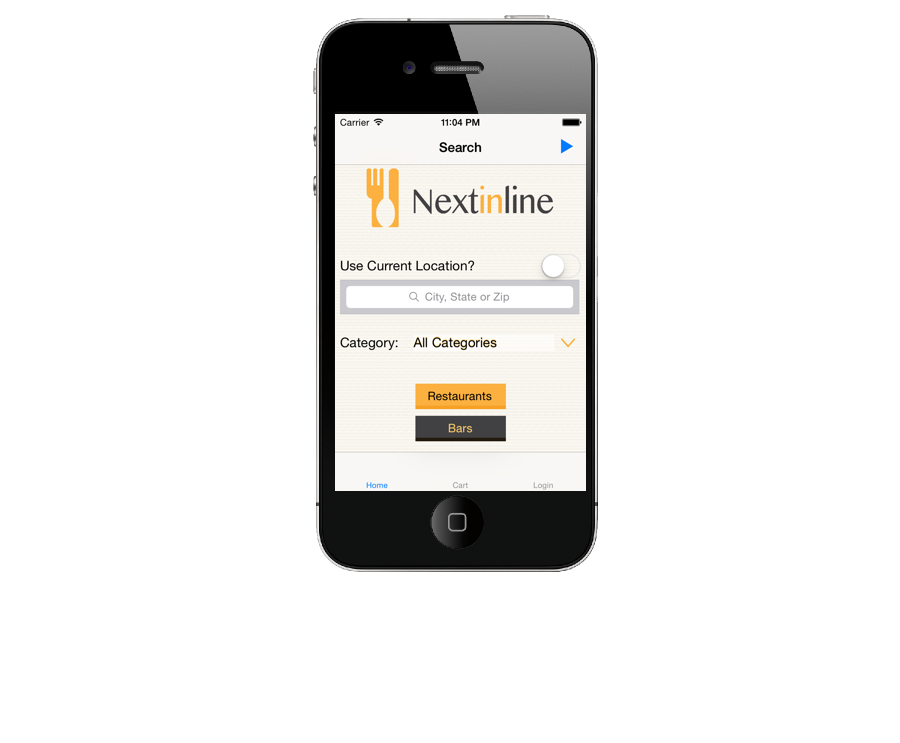 Carrier 11:04 PM
Search
Nextinline
Use Current Location?
City, State or Zip
Category: All Categories
Restaurants
Bars
Home Cart Login